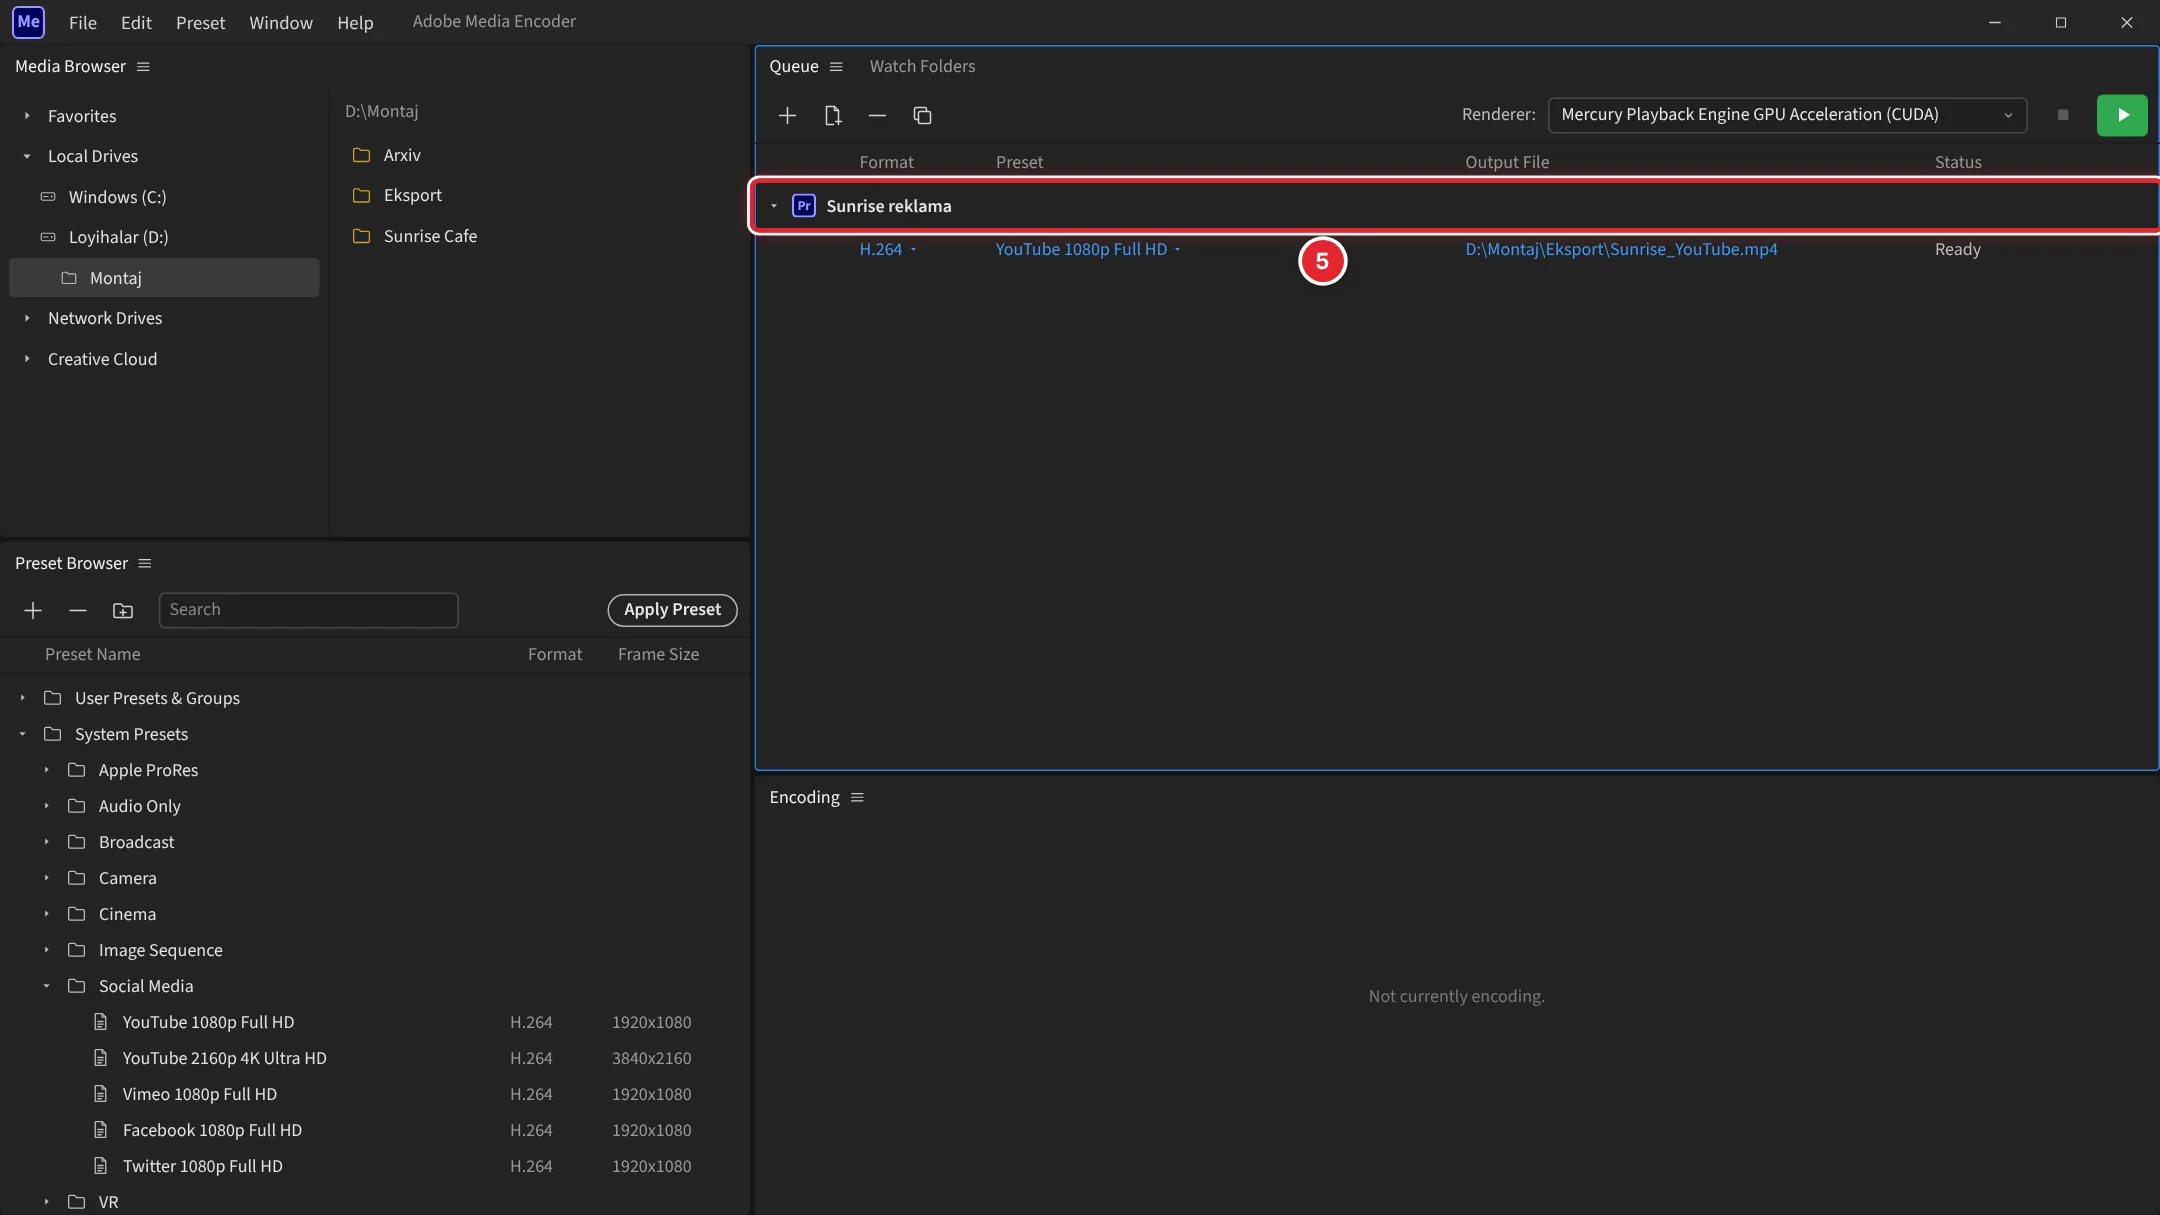 Me File Edit Preset Window Help Adobe Media Encoder
Media Browser
Favorites
Local Drives
Windows (C:)
Loyihalar (D:)
Montaj
Network Drives
Creative Cloud
D:\Montaj
Arxiv
Eksport
Sunrise Cafe
Preset Browser
Search
Apply Preset
Preset Name Format Frame Size
User Presets & Groups
System Presets
Apple ProRes
Audio Only
Broadcast
Camera
Cinema
Image Sequence
Social Media
YouTube 1080p Full HD H.264 1920x1080
YouTube 2160p 4K Ultra HD H.264 3840x2160
Vimeo 1080p Full HD H.264 1920x1080
Facebook 1080p Full HD H.264 1920x1080
Twitter 1080p Full HD H.264 1920x1080
VR
Queue Watch Folders
Renderer: Mercury Playback Engine GPU Acceleration (CUDA)
Format Preset Output File Status
Pr Sunrise reklama
H.264 YouTube 1080p Full HD D:\Montaj\Eksport\Sunrise_YouTube.mp4 Ready
5
Encoding
Not currently encoding.